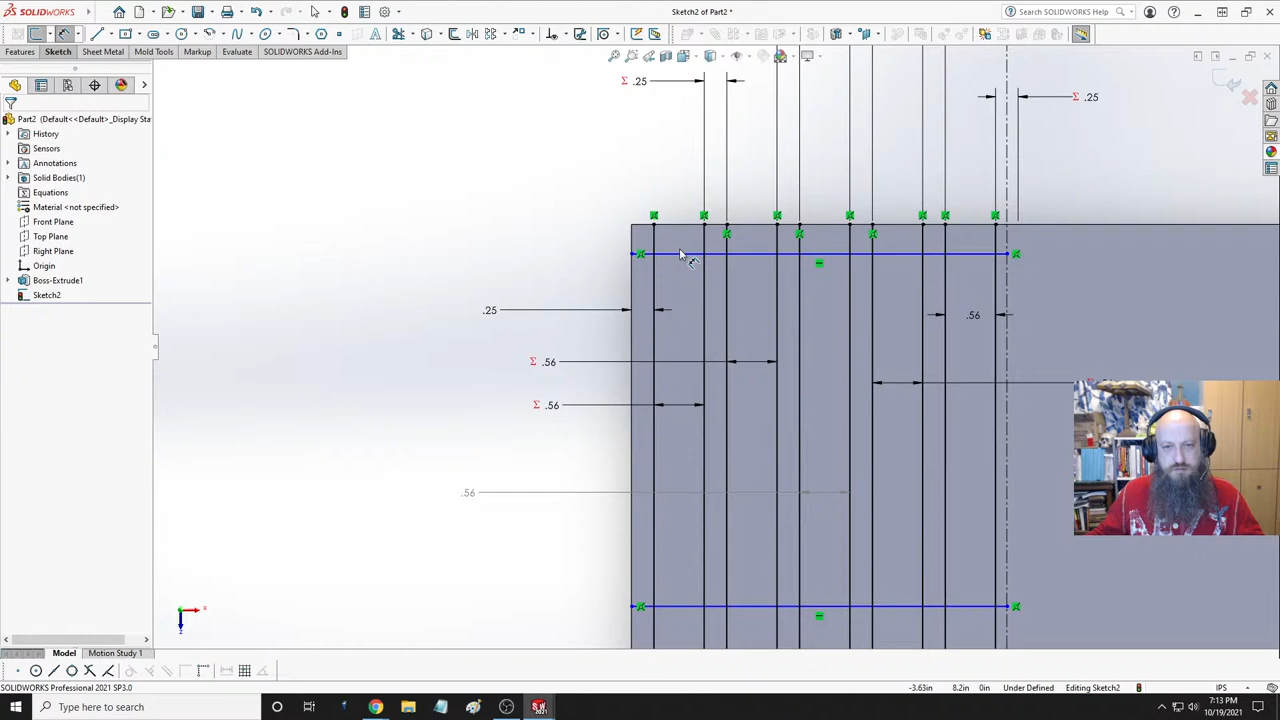 SOLIDWORKS
Sketch2 of Part2 *
Search SOLIDWORKS Help
Features
Sketch
Sheet Metal
Mold Tools
Markup
Evaluate
SOLIDWORKS Add-Ins
Part2 (Default<<Default>_Display Sta
History
Sensors
Annotations
Solid Bodies(1)
Equations
Material <not specified>
Front Plane
Top Plane
Right Plane
Origin
Boss-Extrude1
Sketch2
Σ .25
Σ .25
.25
.56
Σ .56
Σ .56
.56
x
z
Model
Motion Study 1
SOLIDWORKS Professional 2021 SP3.0
-3.63in
8.2in
0in
Under Defined
Editing Sketch2
IPS
Type here to search
7:13 PM
10/19/2021